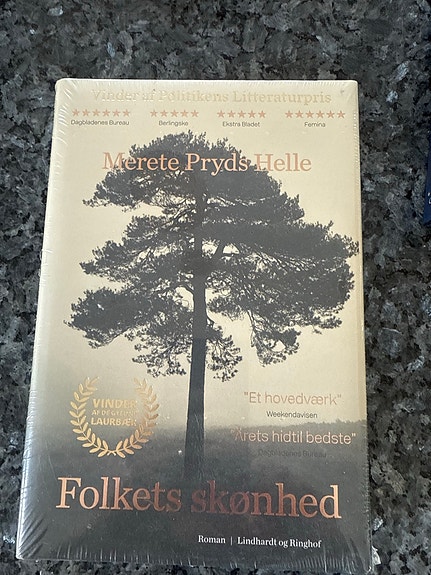 Vinder af Politikens Litteraturpris
★★★★★★ ★★★★★ ★★★★★ ★★★★★★
Dagbladenes Bureau Berlingske Ekstra Bladet Femina
Merete Pryds Helle
"Et hovedværk"
Weekendavisen
"Årets hidtil bedste"
Dagbladenes Bureau
VINDER
AF DE GYLDNE
LAURBÆR
Folkets skønhed
Roman | Lindhardt og Ringhof